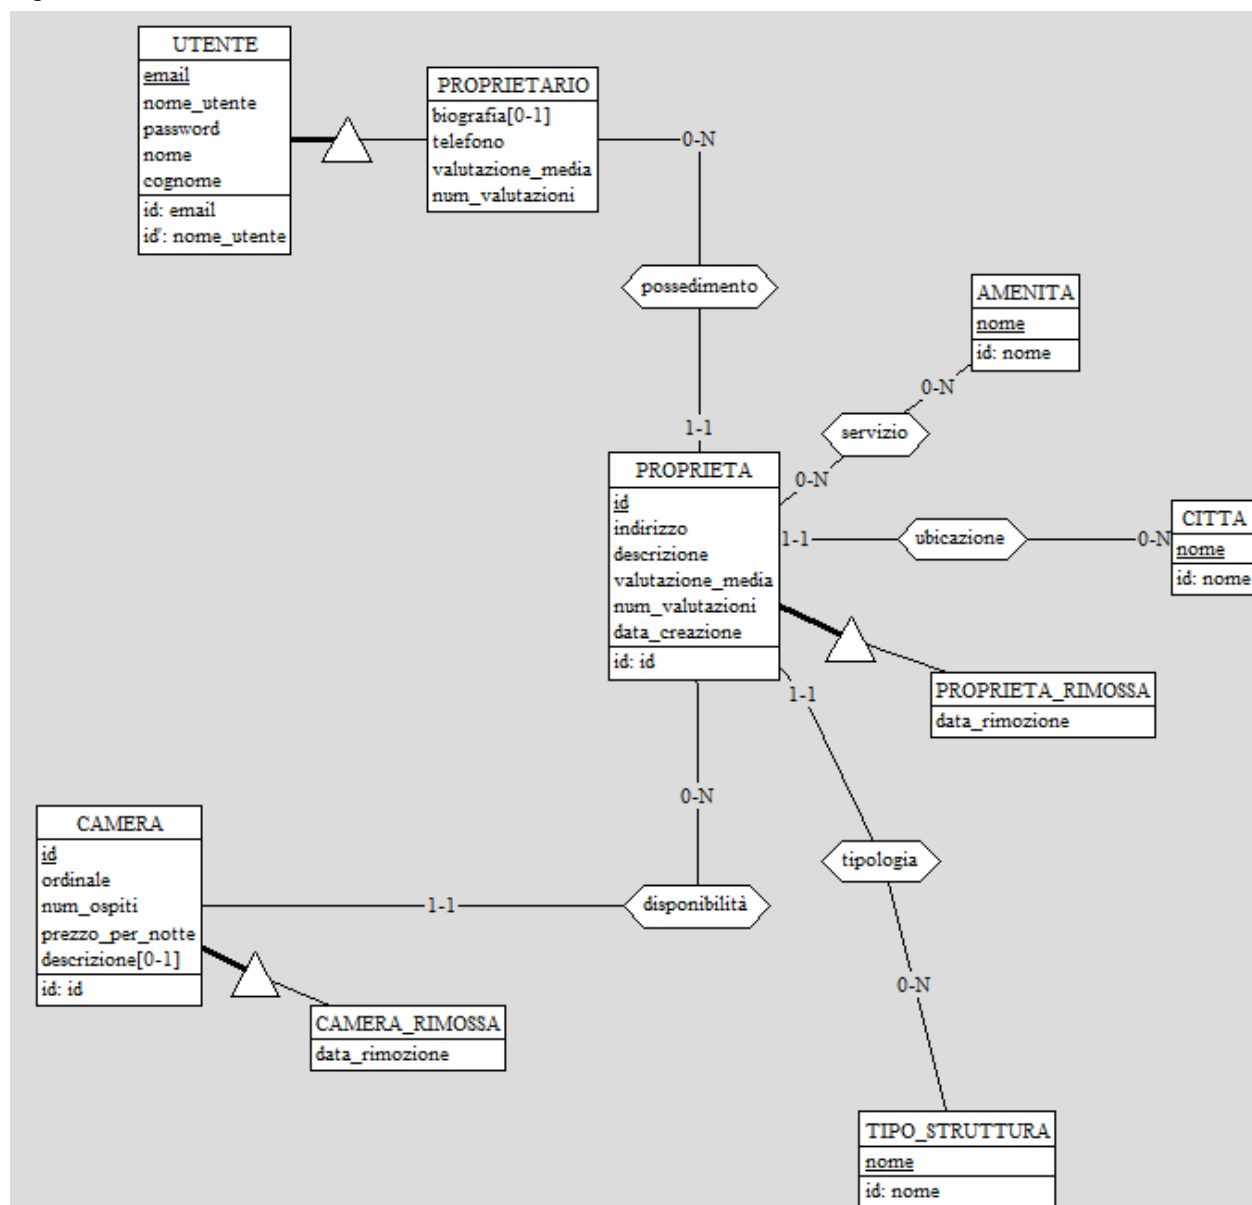 UTENTE
email
nome_utente
password
nome
cognome
id: email
id': nome_utente
PROPRIETARIO
biografia[0-1]
telefono
valutazione_media
num_valutazioni
0-N
possedimento
1-1
AMENITA
nome
id: nome
0-N
servizio
0-N
PROPRIETA
id
indirizzo
descrizione
valutazione_media
num_valutazioni
data_creazione
id: id
1-1
ubicazione
0-N
CITTA
nome
id: nome
PROPRIETA_RIMOSSA
data_rimozione
1-1
tipologia
0-N
TIPO_STRUTTURA
nome
id: nome
0-N
disponibilità
1-1
CAMERA
id
ordinale
num_ospiti
prezzo_per_notte
descrizione[0-1]
id: id
CAMERA_RIMOSSA
data_rimozione